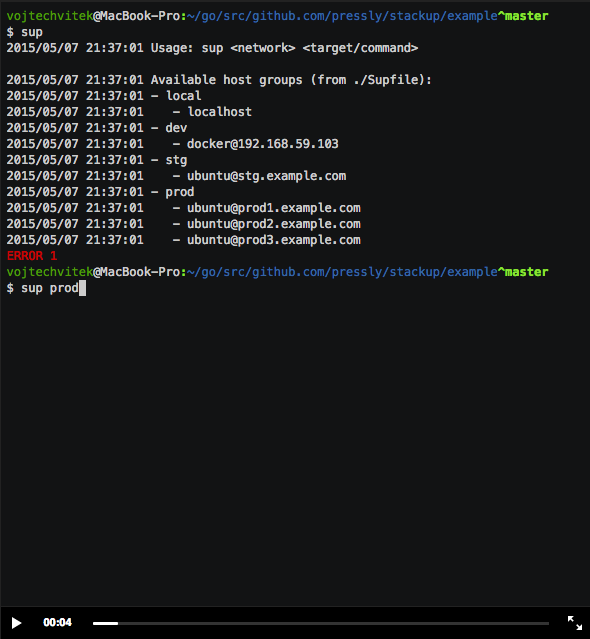 vojtechvitek@MacBook-Pro:~/go/src/github.com/pressly/stackup/example^master
$ sup
2015/05/07 21:37:01 Usage: sup <network> <target/command>
2015/05/07 21:37:01 Available host groups (from ./Supfile):
2015/05/07 21:37:01 - local
2015/05/07 21:37:01    - localhost
2015/05/07 21:37:01 - dev
2015/05/07 21:37:01    - docker@192.168.59.103
2015/05/07 21:37:01 - stg
2015/05/07 21:37:01    - ubuntu@stg.example.com
2015/05/07 21:37:01 - prod
2015/05/07 21:37:01    - ubuntu@prod1.example.com
2015/05/07 21:37:01    - ubuntu@prod2.example.com
2015/05/07 21:37:01    - ubuntu@prod3.example.com
ERROR 1
vojtechvitek@MacBook-Pro:~/go/src/github.com/pressly/stackup/example^master
$ sup prod
00:04